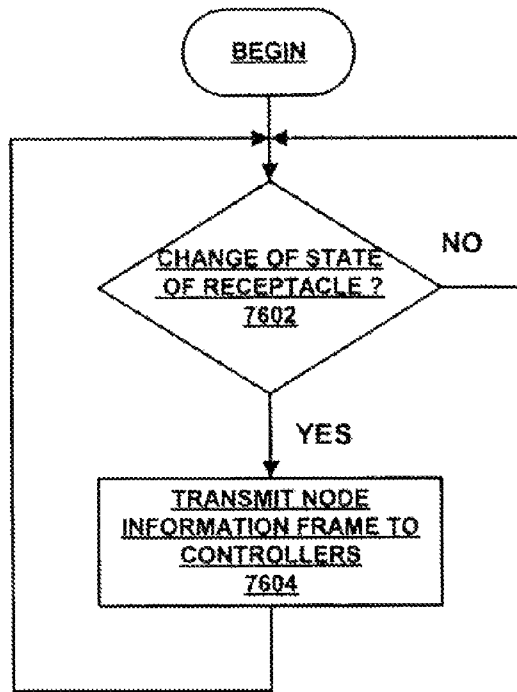 BEGIN
CHANGE OF STATE
OF RECEPTACLE ?
7602
NO
YES
TRANSMIT NODE
INFORMATION FRAME TO
CONTROLLERS
7604